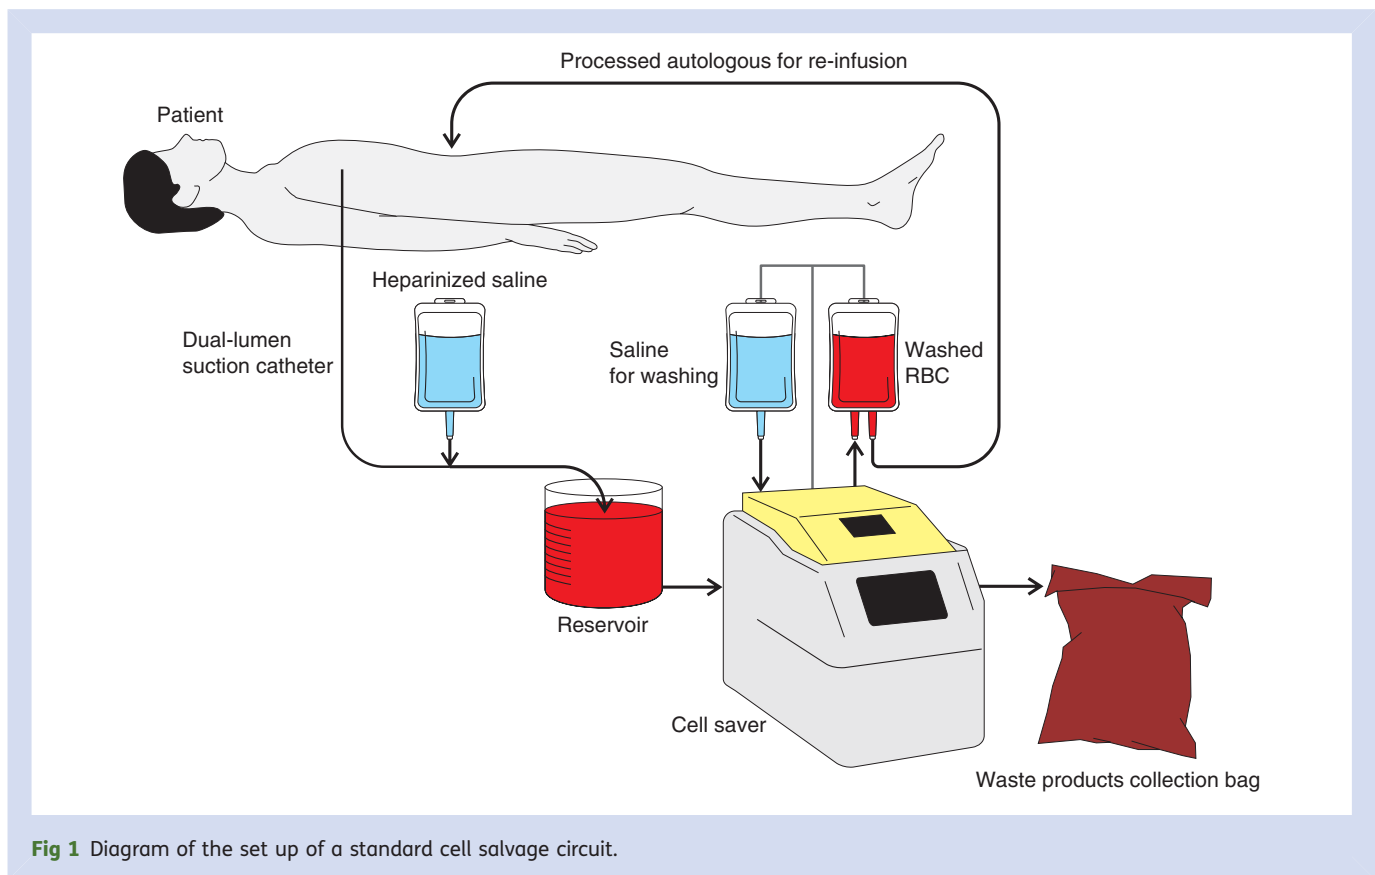 Processed autologous for re-infusion
Patient
Heparinized saline
Dual-lumen
suction catheter
Saline
for washing
Washed
RBC
Reservoir
Cell saver
Waste products collection bag
Fig 1 Diagram of the set up of a standard cell salvage circuit.